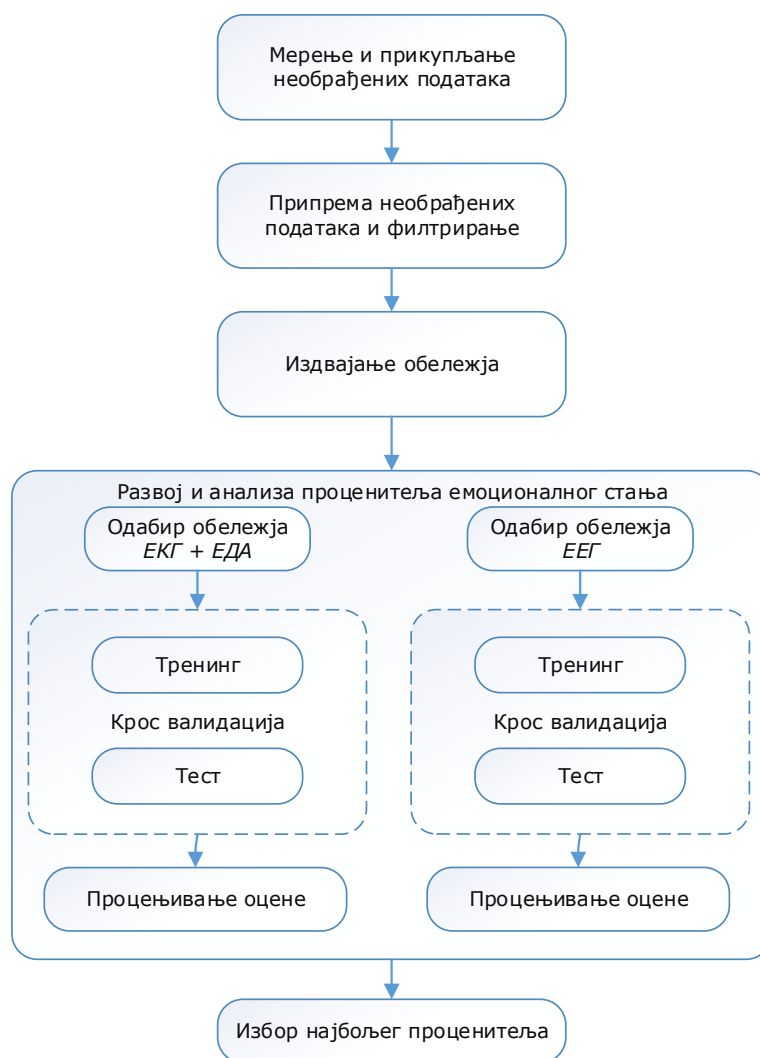 Мерење и прикупљање
необрађених података
Припрема необрађених
података и филтрирање
Издвајање обележја
Развој и анализа проценитеља емоционалног стања
Одабир обележја
ЕКГ + ЕДА
Тренинг
Крос валидација
Тест
Процењивање оцене
Одабир обележја
ЕЕГ
Тренинг
Крос валидација
Тест
Процењивање оцене
Избор најбољег проценитеља